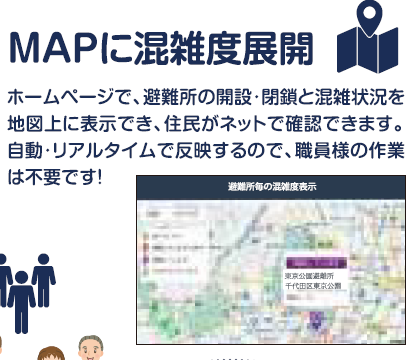 MAPに混雑度展開
ホームページで、避難所の開設・閉鎖と混雑状況を
地図上に表示でき、住民がネットで確認できます。
自動・リアルタイムで反映するので、職員様の作業
は不要です！
避難所毎の混雑度表示
東京公園避難所
千代田区東京公園